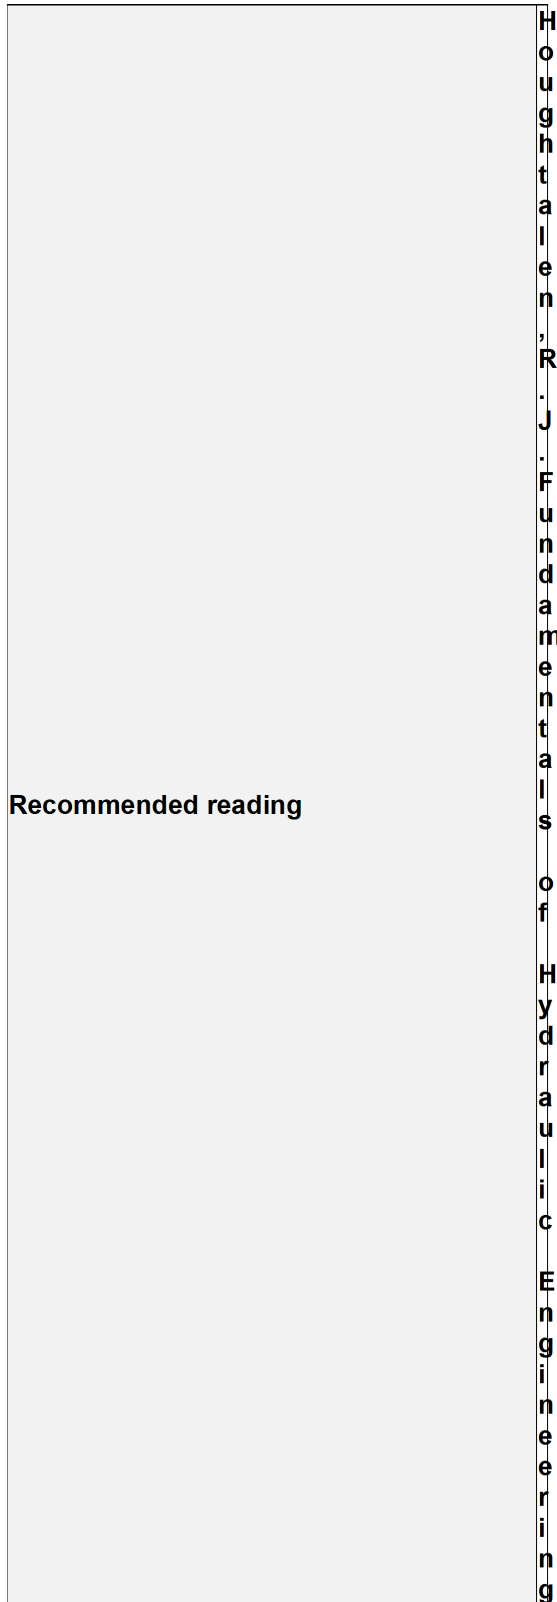 Recommended reading
Houghtalen, R. J. Fundamentals of Hydraulic Engineering